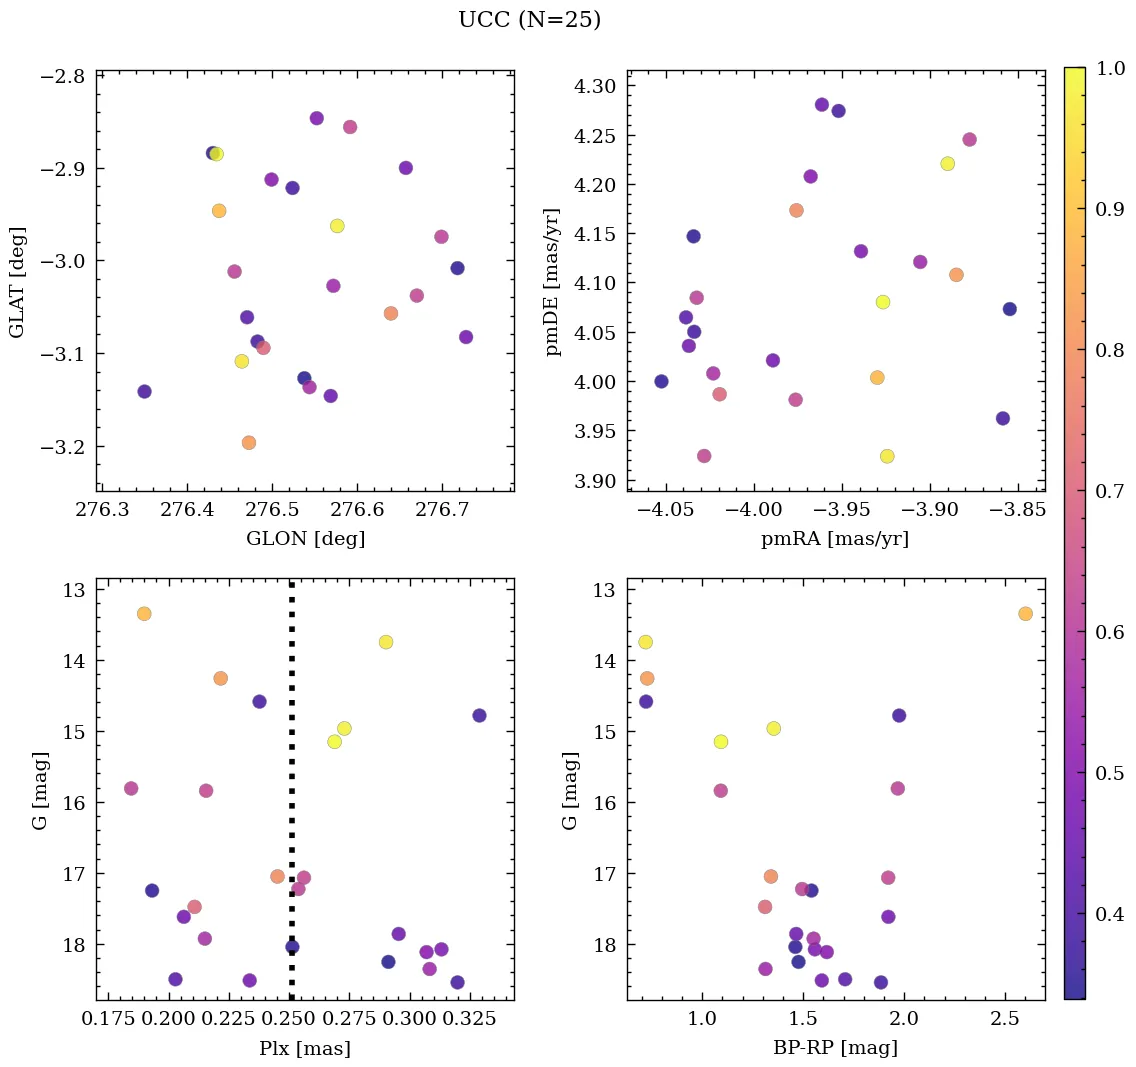 UCC (N=25)
−2.8
−2.9
−3.0
−3.1
−3.2
GLAT [deg]
276.3 276.4 276.5 276.6 276.7
GLON [deg]
4.30
4.25
4.20
4.15
4.10
4.05
4.00
3.95
3.90
pmDE [mas/yr]
−4.05 −4.00 −3.95 −3.90 −3.85
pmRA [mas/yr]
13
14
15
16
17
18
G [mag]
0.175 0.200 0.225 0.250 0.275 0.300 0.325
Plx [mas]
13
14
15
16
17
18
G [mag]
1.0 1.5 2.0 2.5
BP-RP [mag]
1.0
0.9
0.8
0.7
0.6
0.5
0.4